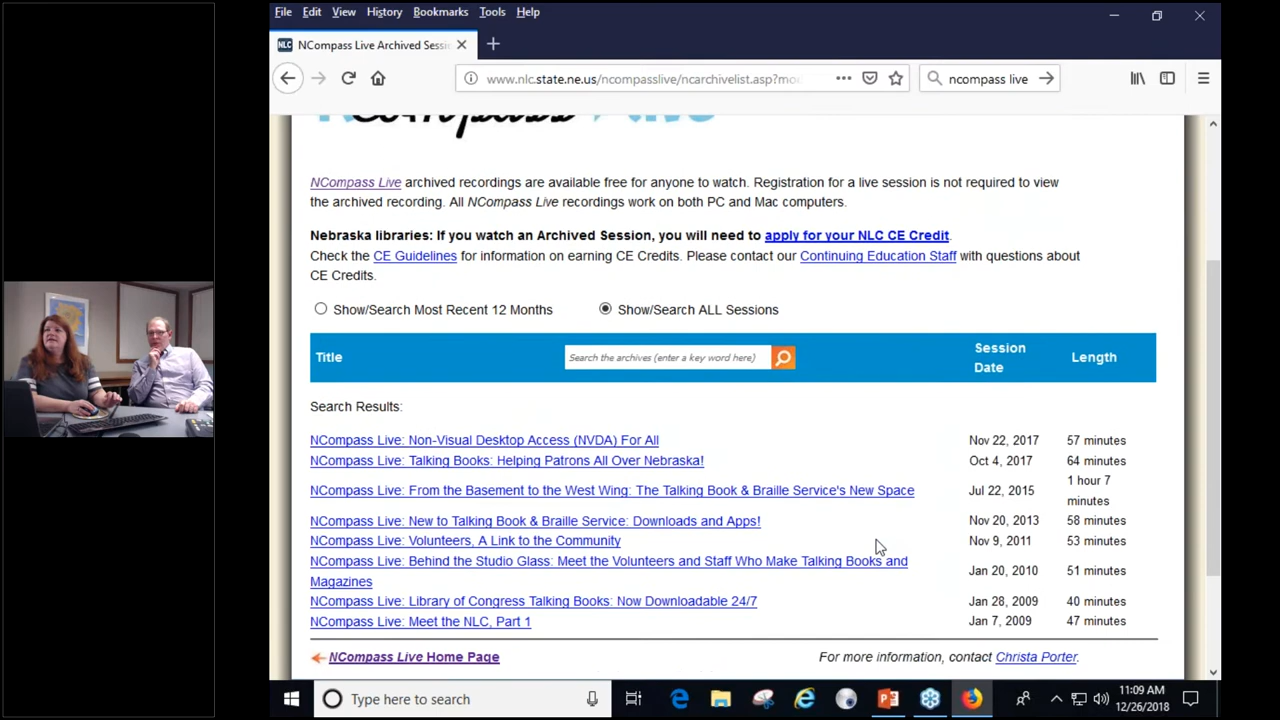 File Edit View History Bookmarks Tools Help
NLC NCompass Live Archived Sessi
www.nlc.state.ne.us/ncompasslive/ncarchivelist.asp?mo
ncompass live
NCompass Live archived recordings are available free for anyone to watch. Registration for a live session is not required to view
the archived recording. All NCompass Live recordings work on both PC and Mac computers.
Nebraska libraries: If you watch an Archived Session, you will need to apply for your NLC CE Credit.
Check the CE Guidelines for information on earning CE Credits. Please contact our Continuing Education Staff with questions about
CE Credits.
Show/Search Most Recent 12 Months Show/Search ALL Sessions
Title Search the archives (enter a key word here) Session Date Length
Search Results:
NCompass Live: Non-Visual Desktop Access (NVDA) For All Nov 22, 2017 57 minutes
NCompass Live: Talking Books: Helping Patrons All Over Nebraska! Oct 4, 2017 64 minutes
NCompass Live: From the Basement to the West Wing: The Talking Book & Braille Service's New Space Jul 22, 2015 1 hour 7
minutes
NCompass Live: New to Talking Book & Braille Service: Downloads and Apps! Nov 20, 2013 58 minutes
NCompass Live: Volunteers, A Link to the Community Nov 9, 2011 53 minutes
NCompass Live: Behind the Studio Glass: Meet the Volunteers and Staff Who Make Talking Books and
Magazines Jan 20, 2010 51 minutes
NCompass Live: Library of Congress Talking Books: Now Downloadable 24/7 Jan 28, 2009 40 minutes
NCompass Live: Meet the NLC, Part 1 Jan 7, 2009 47 minutes
NCompass Live Home Page For more information, contact Christa Porter.
Type here to search
11:09 AM
12/26/2018